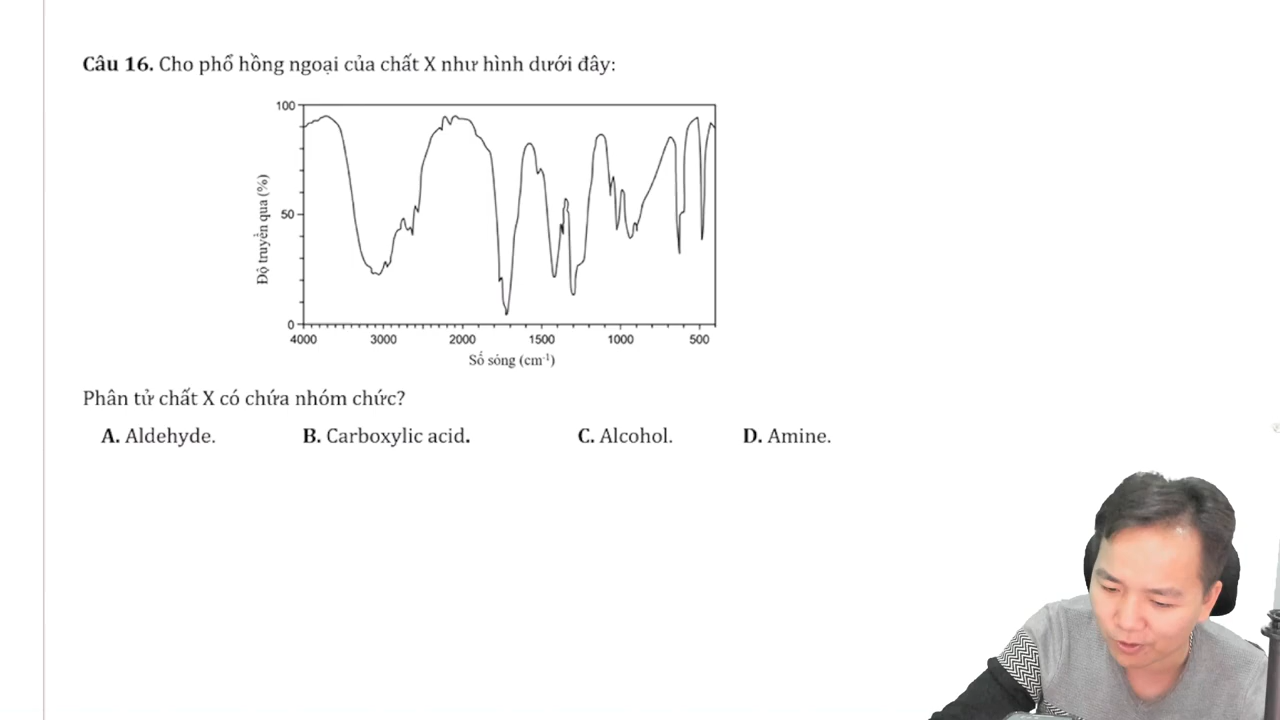 Câu 16. Cho phổ hồng ngoại của chất X như hình dưới đây:
100
50
0
Độ truyền qua (%)
4000 3000 2000 1500 1000 500
Số sóng (cm⁻¹)
Phân tử chất X có chứa nhóm chức?
A. Aldehyde. B. Carboxylic acid. C. Alcohol. D. Amine.